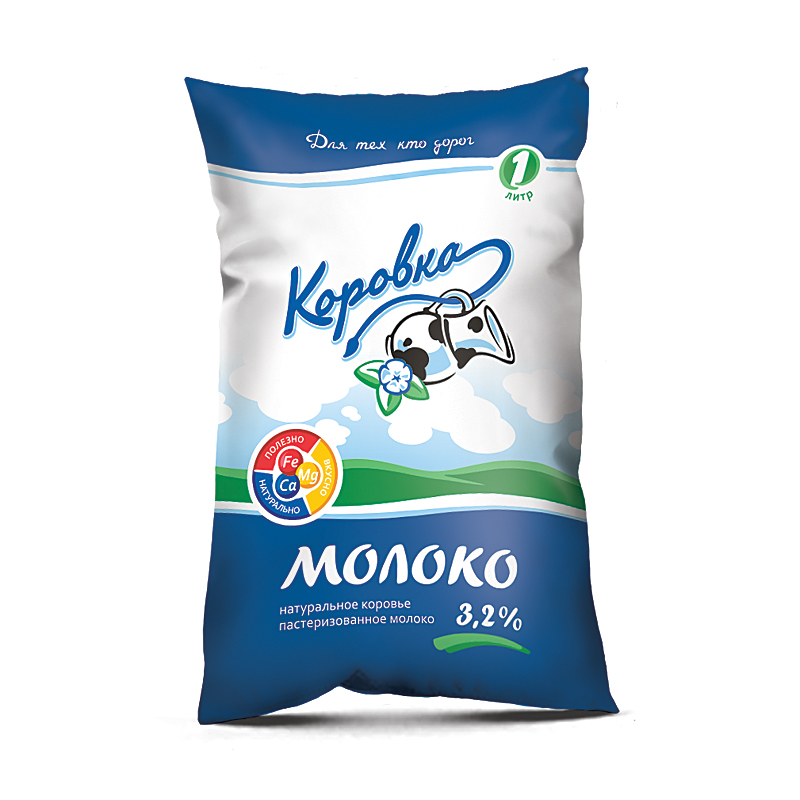 Для тех кто дорог
1
ЛИТР
Коровка
ПОЛЕЗНО
ВКУСНО
НАТУРАЛЬНО
Fe
Mg
Ca
МОЛОКО
натуральное коровье
пастеризованное молоко
3,2%